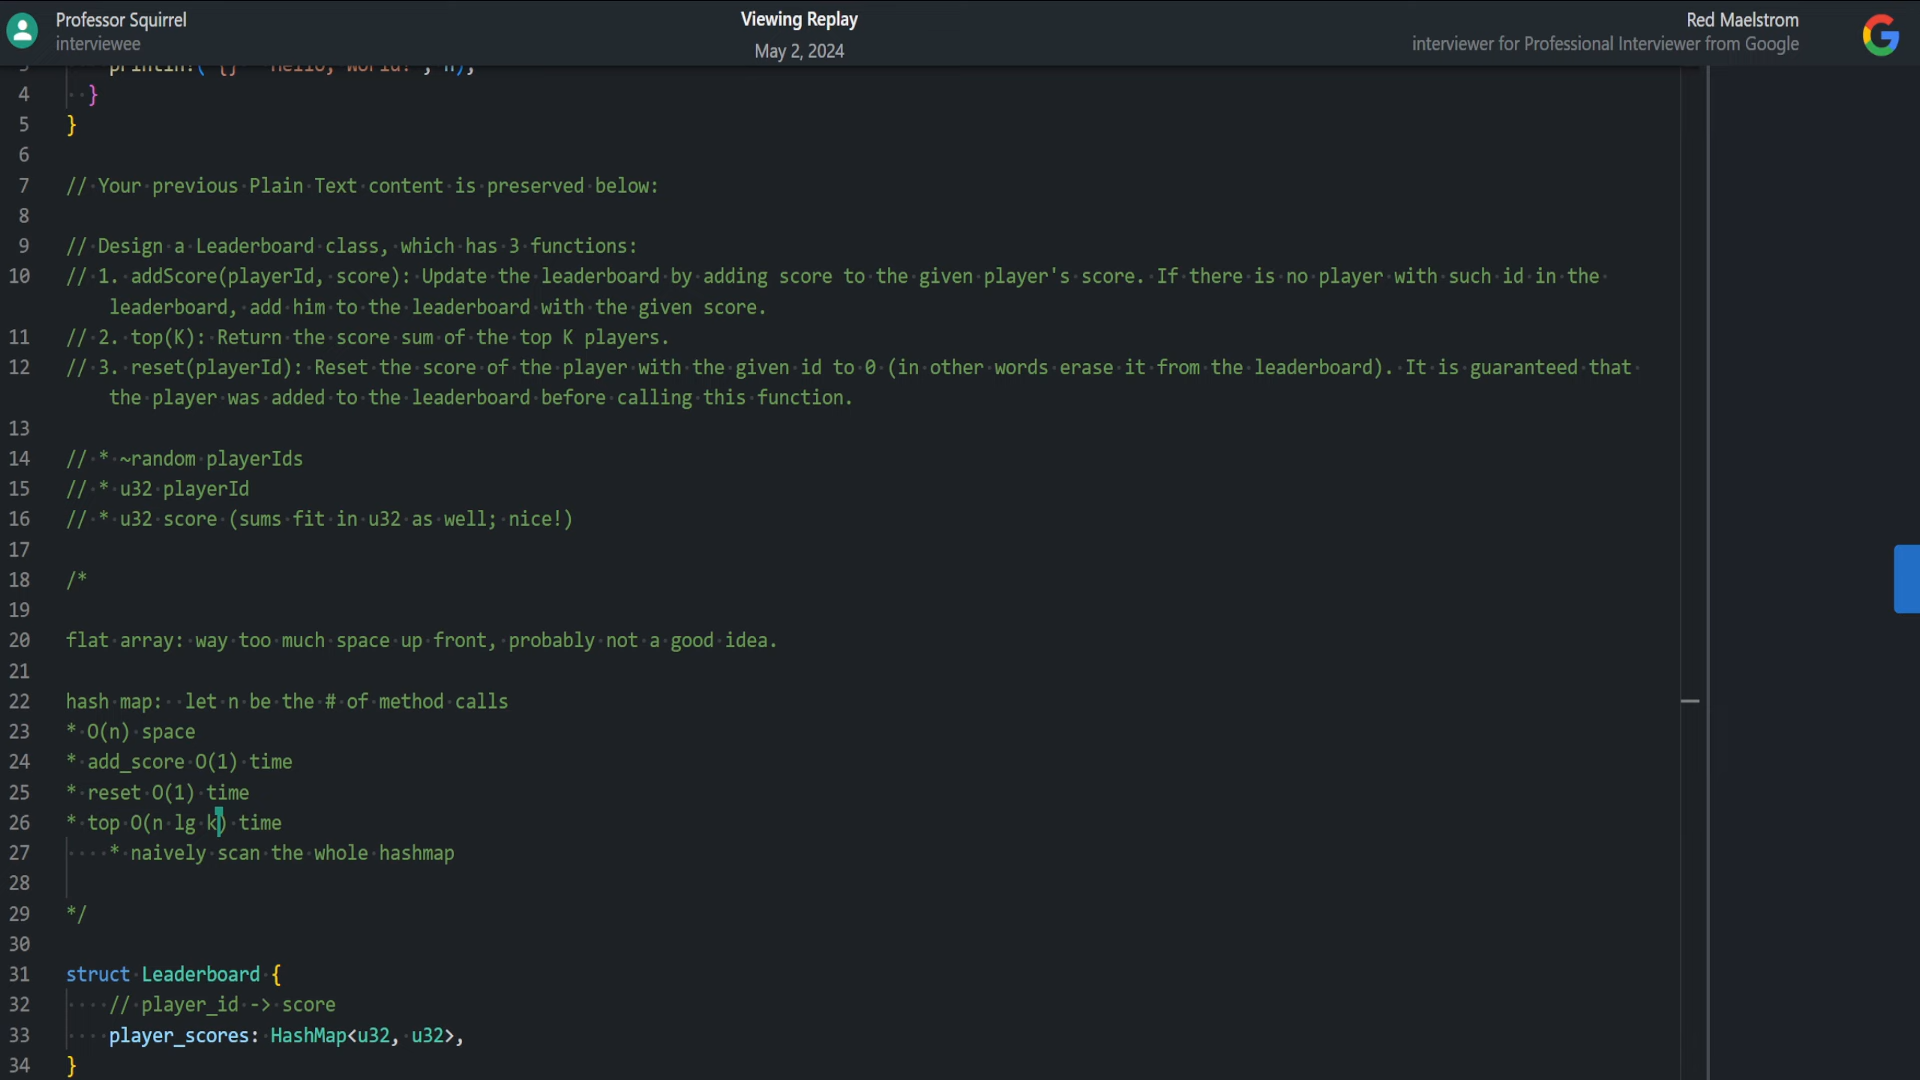 Professor Squirrel
interviewee
Viewing Replay
May 2, 2024
Red Maelstrom
interviewer for Professional Interviewer from Google
3 println!("{} - Hello, World!", n);
4 }
5 }
6
7 // Your previous Plain Text content is preserved below:
8
9 // Design a Leaderboard class, which has 3 functions:
10 // 1. addScore(playerId, score): Update the leaderboard by adding score to the given player's score. If there is no player with such id in the
leaderboard, add him to the leaderboard with the given score.
11 // 2. top(K): Return the score sum of the top K players.
12 // 3. reset(playerId): Reset the score of the player with the given id to 0 (in other words erase it from the leaderboard). It is guaranteed that
the player was added to the leaderboard before calling this function.
13
14 // * ~random playerIds
15 // * u32 playerId
16 // * u32 score (sums fit in u32 as well; nice!)
17
18 /*
19
20 flat array: way too much space up front, probably not a good idea.
21
22 hash map:  let n be the # of method calls
23 * O(n) space
24 * add_score O(1) time
25 * reset O(1) time
26 * top O(n lg k) time
27 * naively scan the whole hashmap
28
29 */
30
31 struct Leaderboard {
32 // player_id -> score
33 player_scores: HashMap<u32, u32>,
34 }